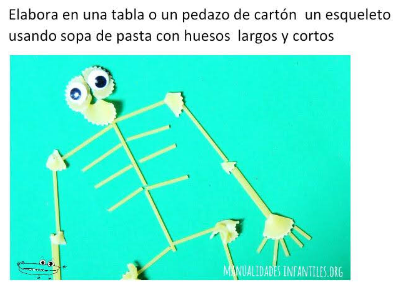 Elabora en una tabla o un pedazo de cartón un esqueleto
usando sopa de pasta con huesos largos y cortos
MANUALIDADES INFANTILES.ORG